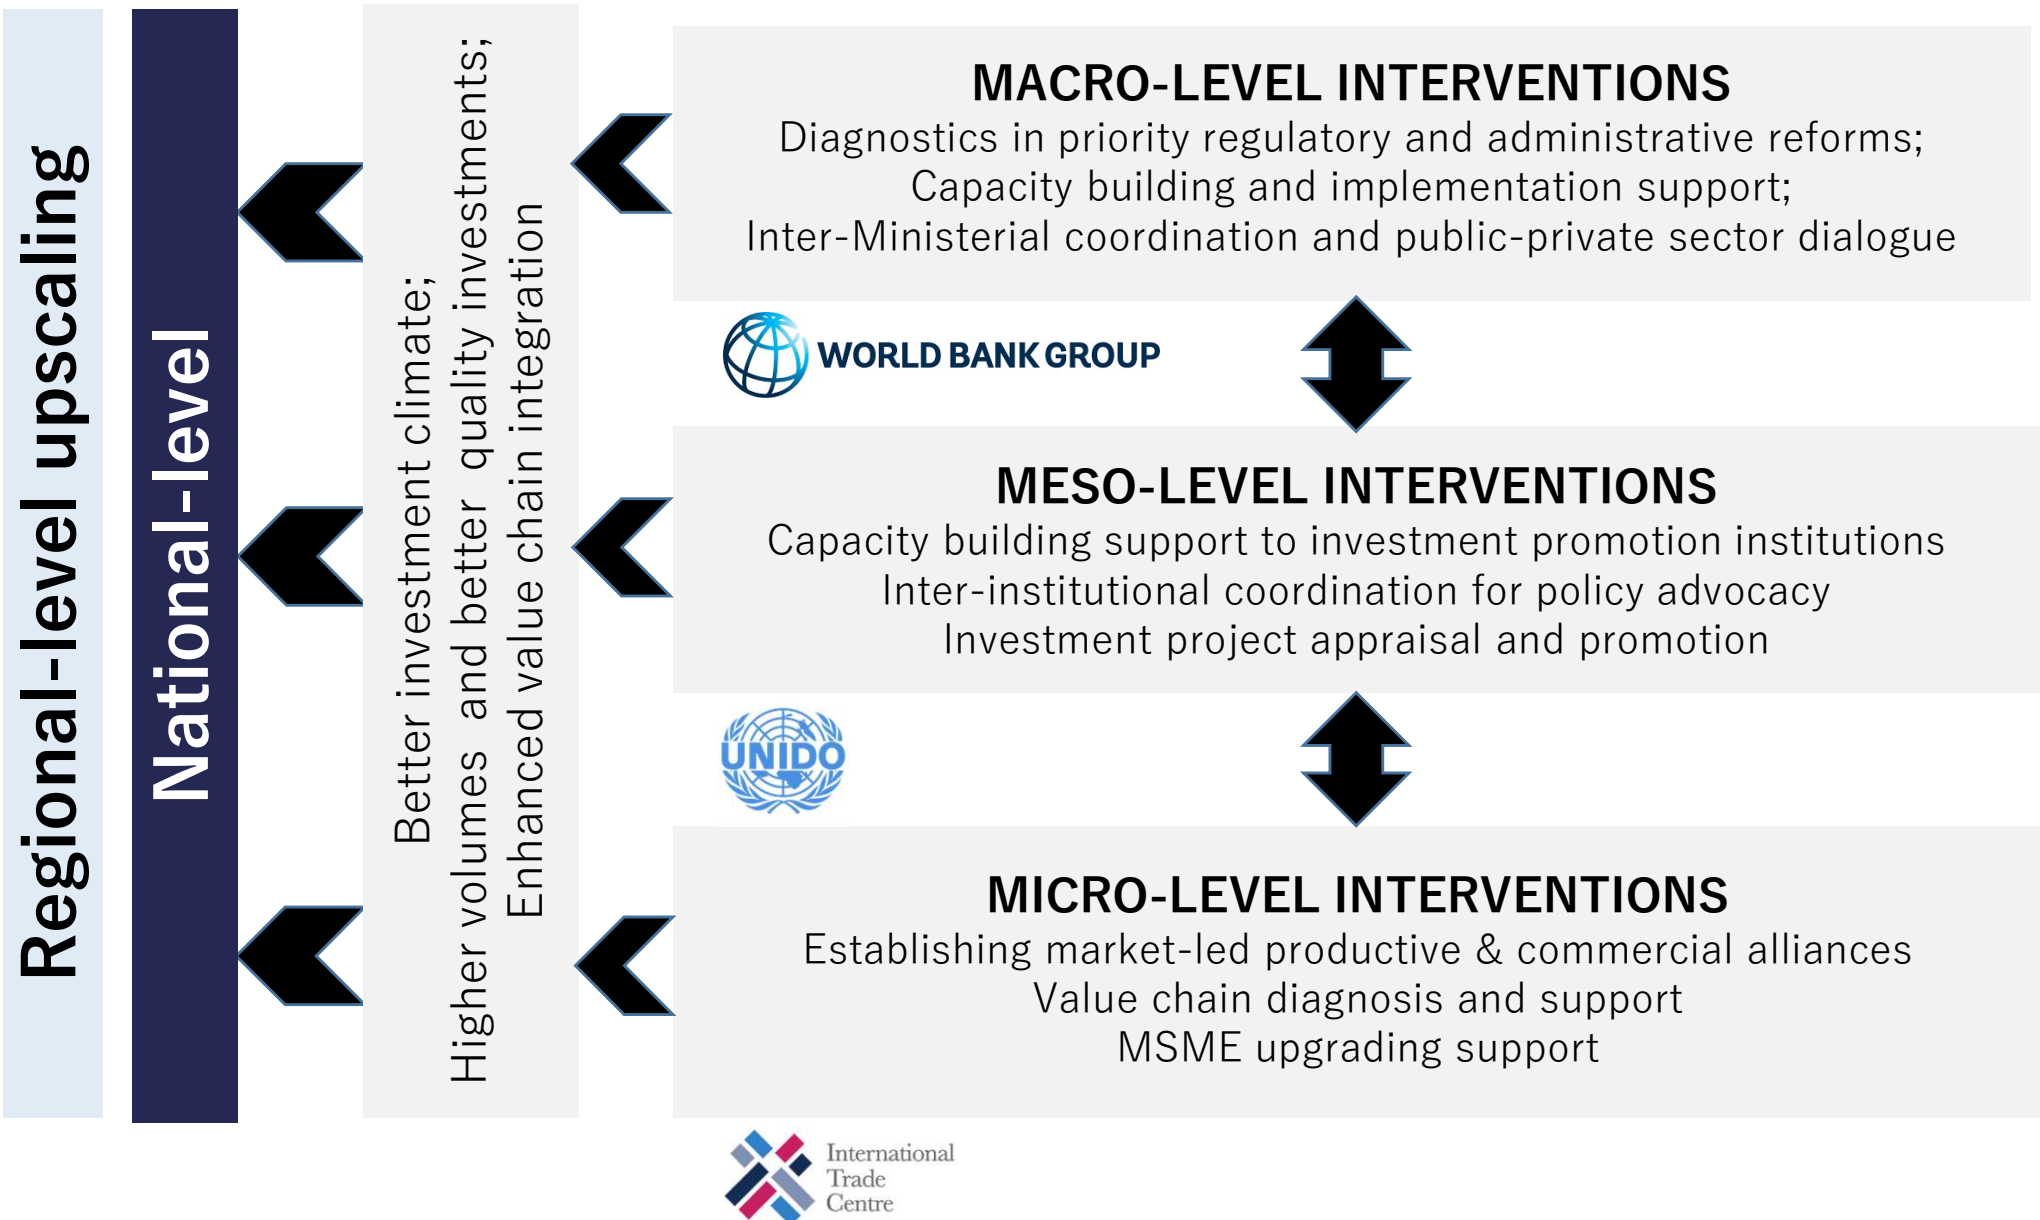 Regional-level upscaling
National-level
Better investment climate;
Higher volumes and better quality investments;
Enhanced value chain integration
MACRO-LEVEL INTERVENTIONS
Diagnostics in priority regulatory and administrative reforms;
Capacity building and implementation support;
Inter-Ministerial coordination and public-private sector dialogue
WORLD BANK GROUP
MESO-LEVEL INTERVENTIONS
Capacity building support to investment promotion institutions
Inter-institutional coordination for policy advocacy
Investment project appraisal and promotion
UNIDO
MICRO-LEVEL INTERVENTIONS
Establishing market-led productive & commercial alliances
Value chain diagnosis and support
MSME upgrading support
International
Trade
Centre